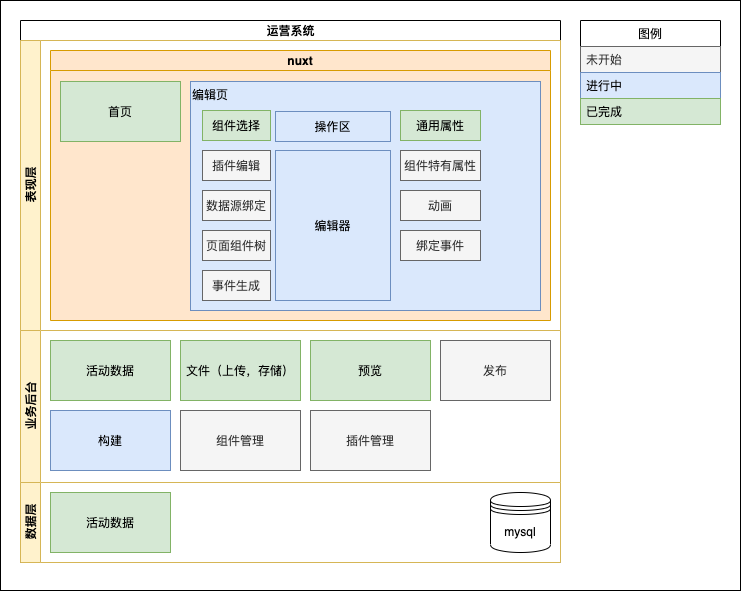 运营系统
图例
未开始
进行中
已完成
表现层
nuxt
首页
编辑页
组件选择
操作区
通用属性
插件编辑
编辑器
组件特有属性
数据源绑定
动画
页面组件树
绑定事件
事件生成
业务后台
活动数据
文件（上传，存储）
预览
发布
构建
组件管理
插件管理
数据层
活动数据
mysql